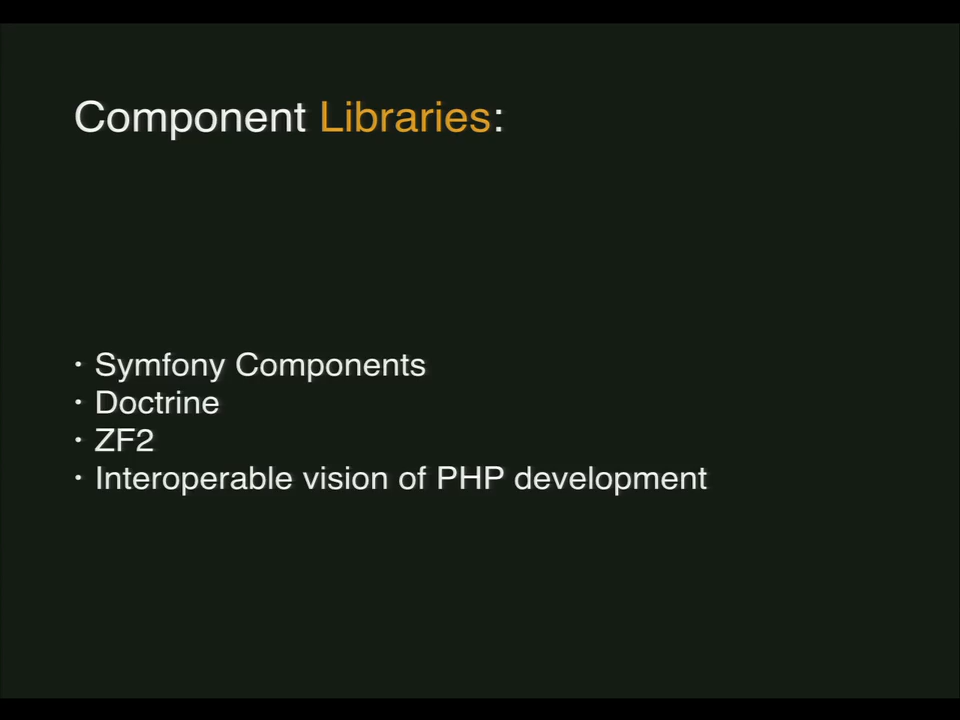 Component Libraries:
· Symfony Components
· Doctrine
· ZF2
· Interoperable vision of PHP development